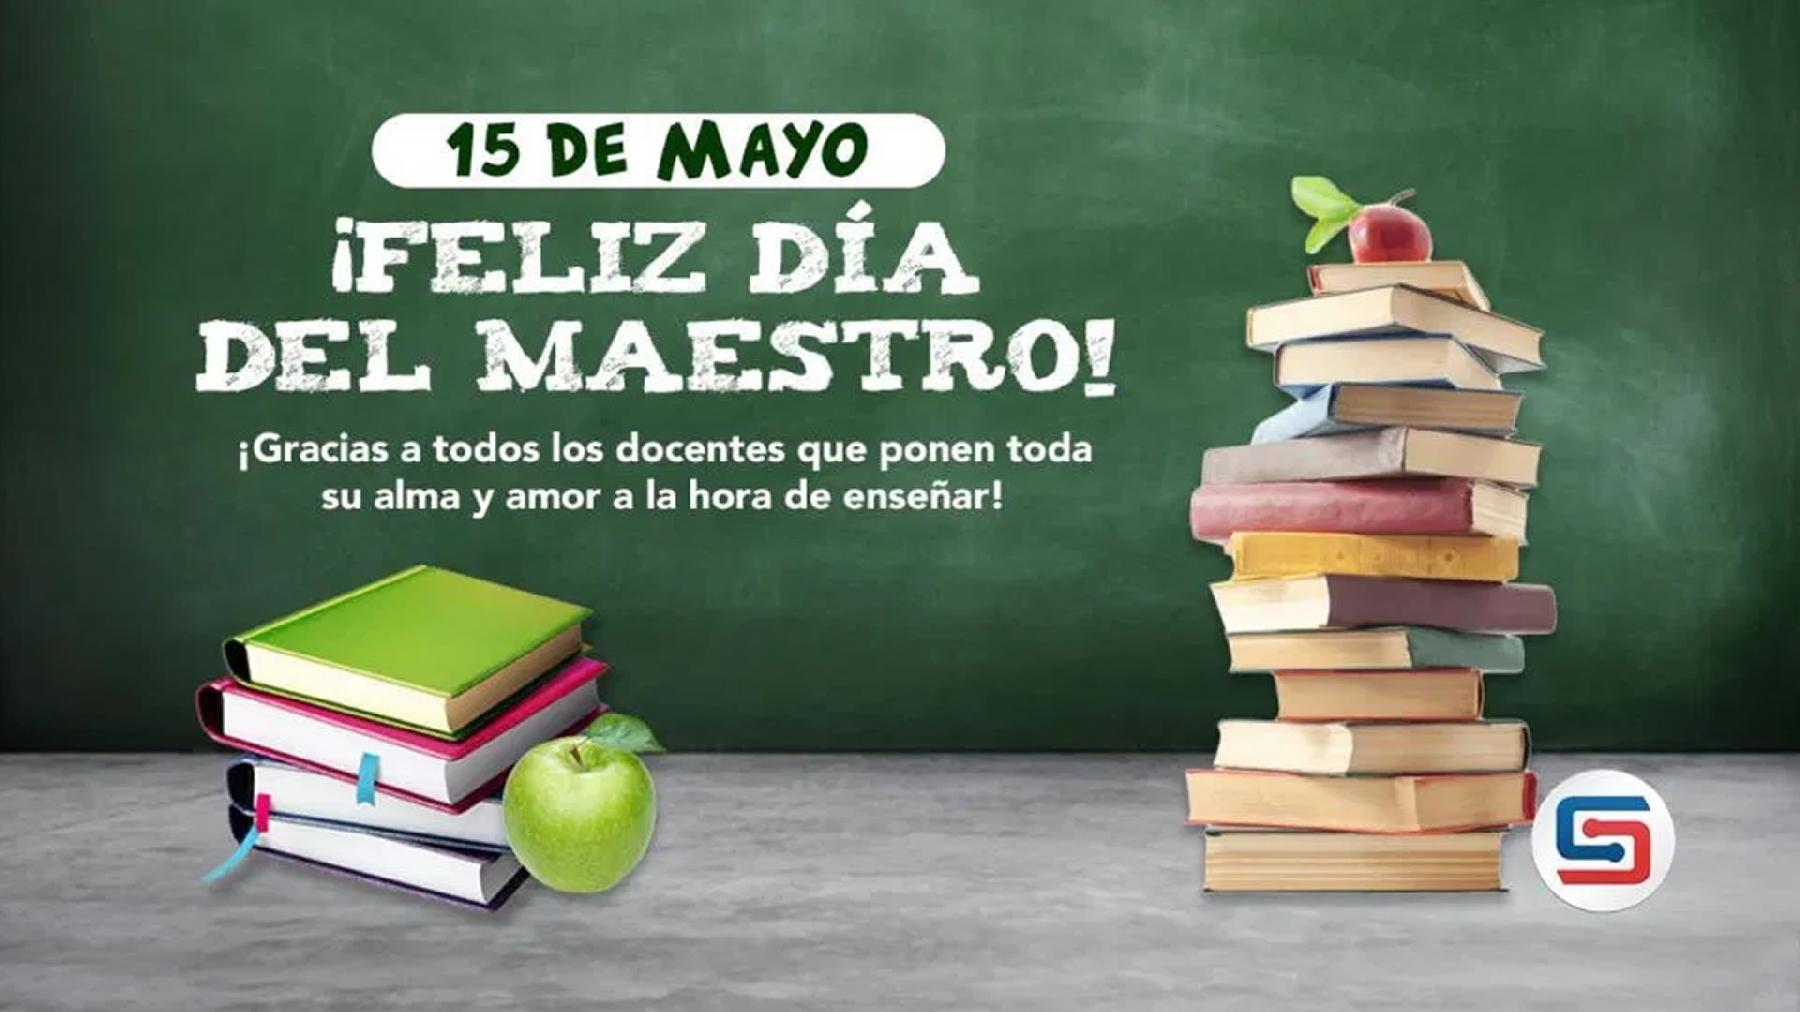 15 DE MAYO
¡FELIZ DÍA
DEL MAESTRO!
¡Gracias a todos los docentes que ponen toda
su alma y amor a la hora de enseñar!